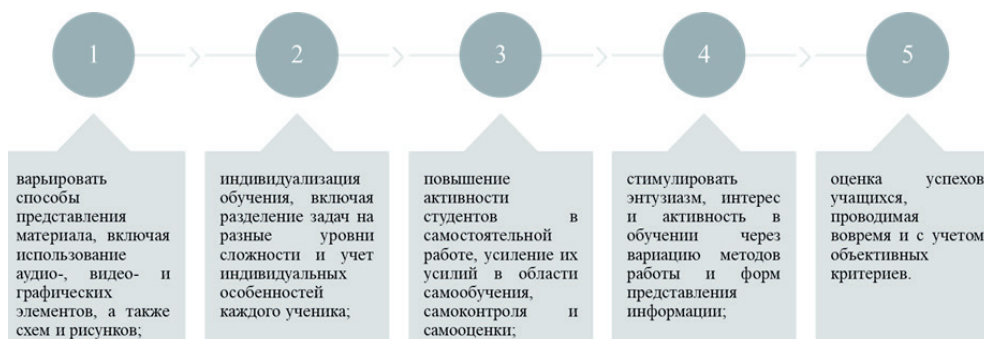 1
2
3
4
5
варьировать
способы
представления
материала, включая
использование
аудио-, видео- и
графических
элементов, а также
схем и рисунков;
индивидуализация
обучения, включая
разделение задач на
разные уровни
сложности и учет
индивидуальных
особенностей
каждого ученика;
повышение
активности
студентов в
самостоятельной
работе, усиление их
усилий в области
самообучения,
самоконтроля и
самооценки;
стимулировать
энтузиазм, интерес
и активность в
обучении через
вариацию методов
работы и форм
представления
информации;
оценка успехов
учащихся,
проводимая
вовремя и с учетом
объективных
критериев.